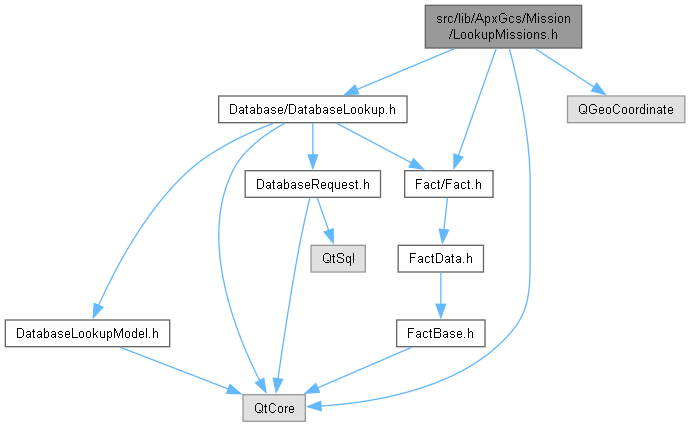 src/lib/ApxGcs/Mission
/LookupMissions.h
Database/DatabaseLookup.h
QGeoCoordinate
DatabaseRequest.h
Fact/Fact.h
QtSql
FactData.h
DatabaseLookupModel.h
FactBase.h
QtCore